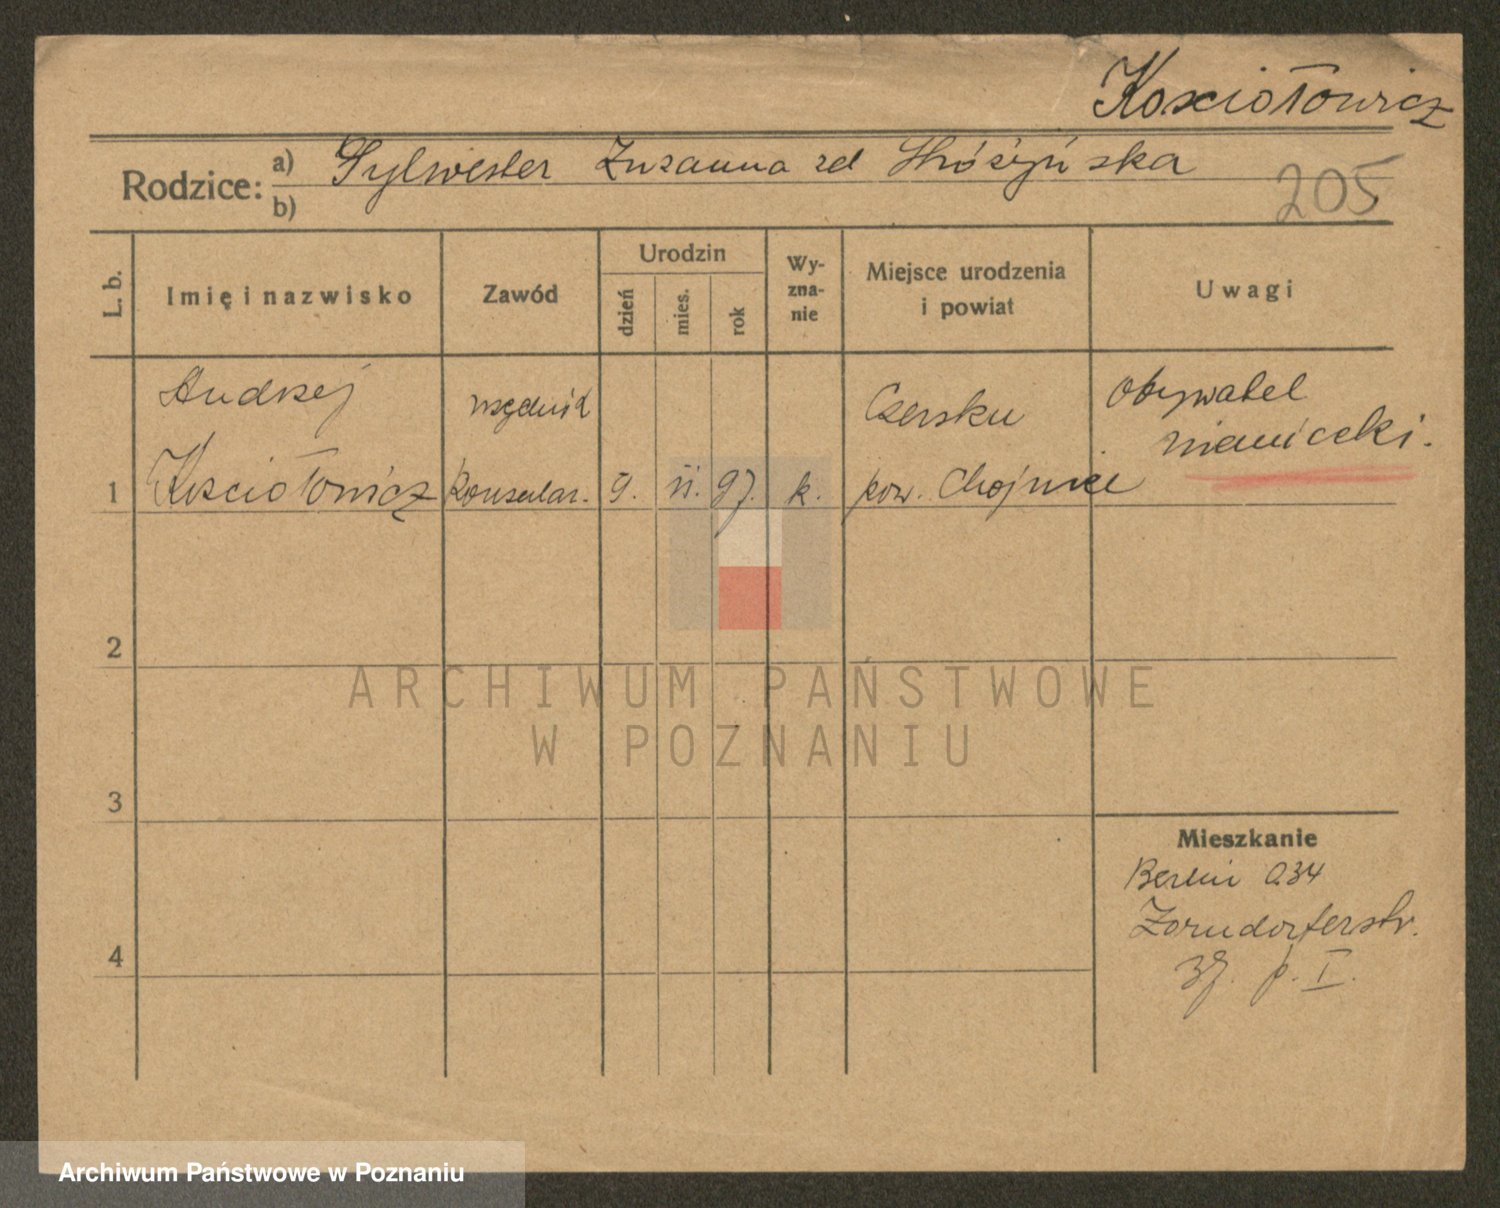 Kościołowicz
Rodzice: a) Sylwester Zuzanna zd
b)
205
L. b.
Imię i nazwisko
Zawód
Urodzin
dzień
mies.
rok
Wy-
zna-
nie
Miejsce urodzenia
i powiat
Uwagi
1
Andrzej
Kościołowicz
urzędnik
konsular.
9.
II.
97.
k.
Czersku
pow. Chojnice
Obywatel
niemiecki.
2
3
4
Mieszkanie
Berlin O34
Zorndorferstr.
37. p. I.
ARCHIWUM PAŃSTWOWE
W POZNANIU
Archiwum Państwowe w Poznaniu